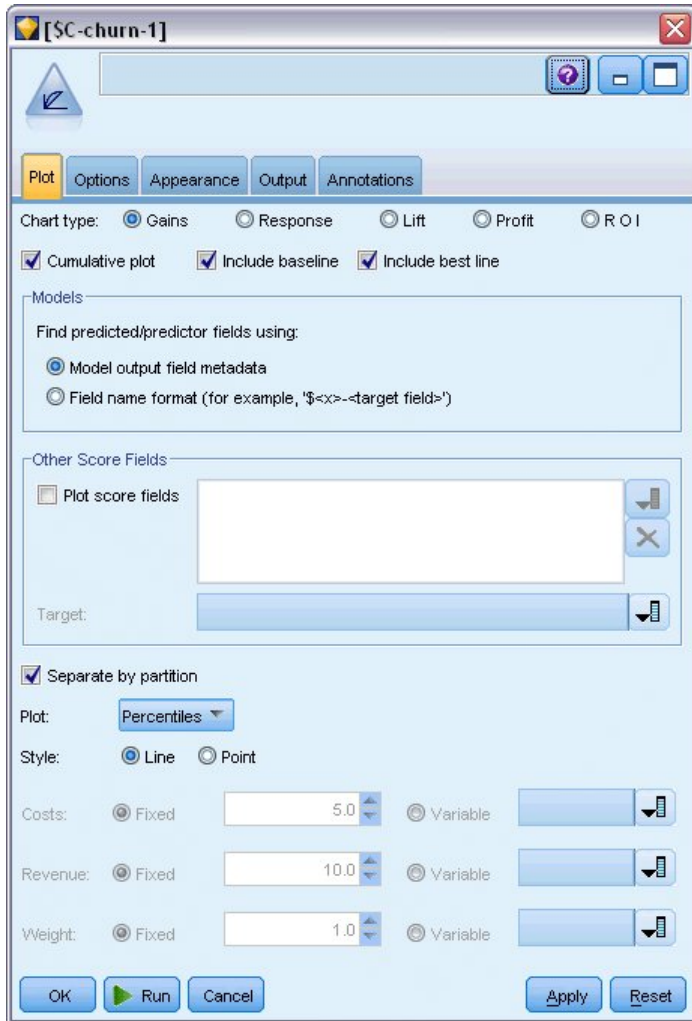 [$C-churn-1]
Plot Options Appearance Output Annotations
Chart type: Gains Response Lift Profit R O I
Cumulative plot Include baseline Include best line
Models
Find predicted/predictor fields using:
Model output field metadata
Field name format (for example, '$<x>-<target field>')
Other Score Fields
Plot score fields
Target:
Separate by partition
Plot: Percentiles
Style: Line Point
Costs: Fixed 5.0 Variable
Revenue: Fixed 10.0 Variable
Weight: Fixed 1.0 Variable
OK Run Cancel Apply Reset